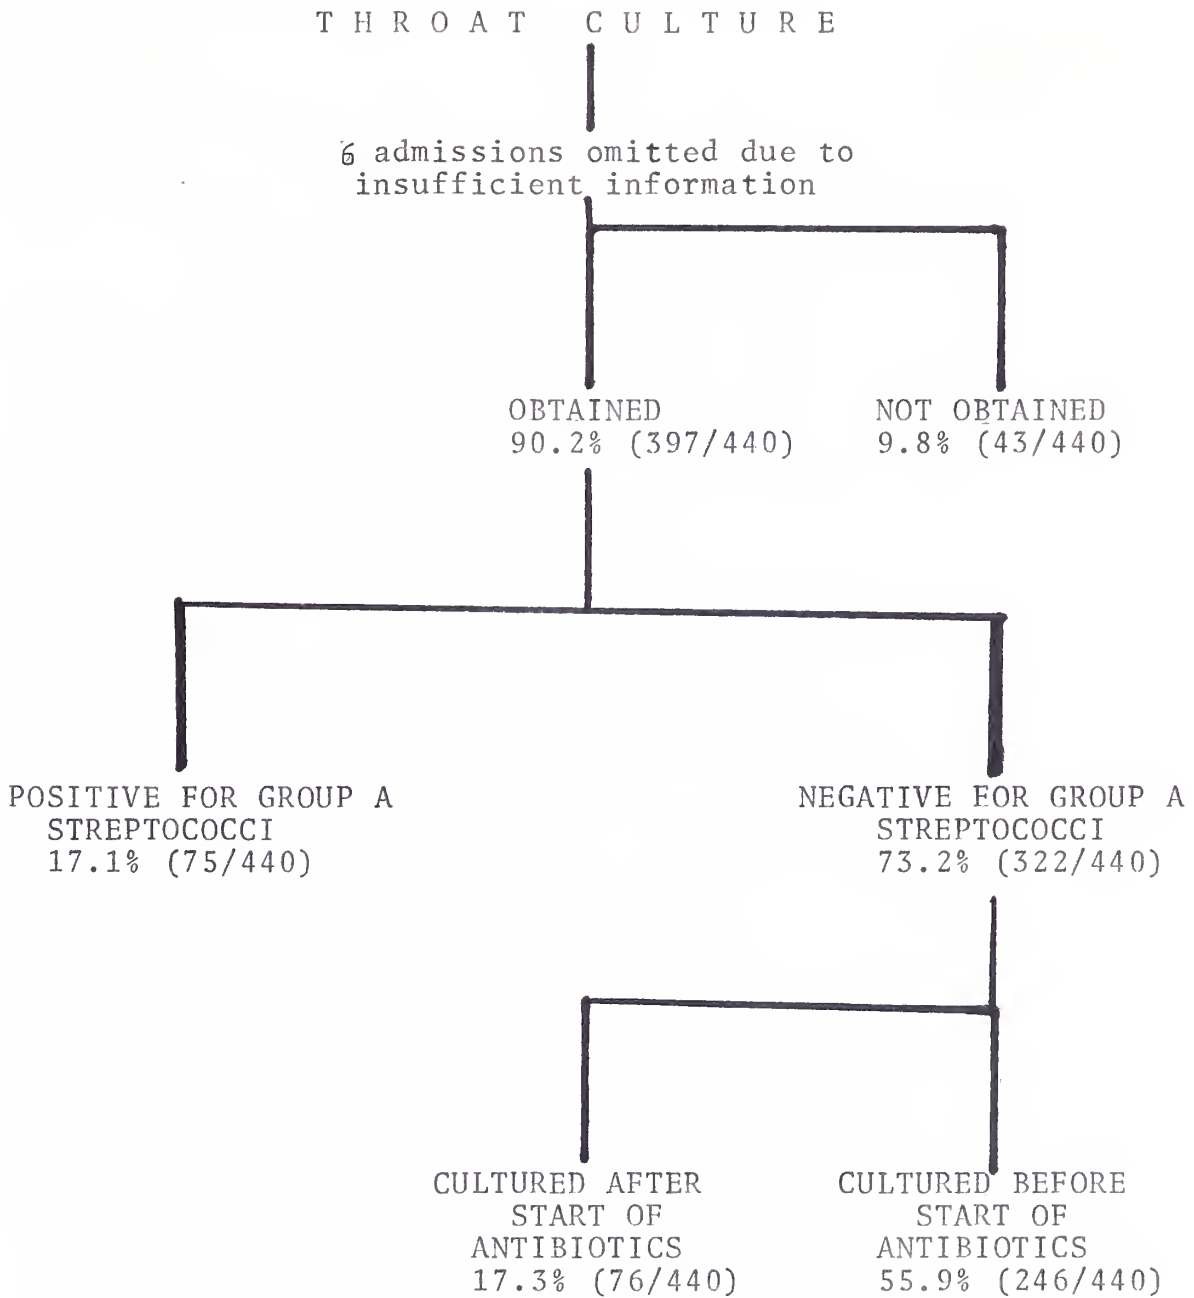 THROAT CULTURE
6 admissions omitted due to
insufficient information
OBTAINED
90.2% (397/440)
NOT OBTAINED
9.8% (43/440)
POSITIVE FOR GROUP A
STREPTOCOCCI
17.1% (75/440)
NEGATIVE FOR GROUP A
STREPTOCOCCI
73.2% (322/440)
CULTURED AFTER
START OF
ANTIBIOTICS
17.3% (76/440)
CULTURED BEFORE
START OF
ANTIBIOTICS
55.9% (246/440)